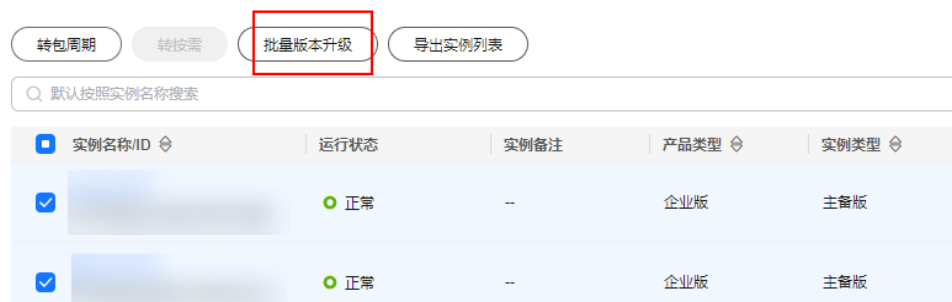 转包周期 转按需 批量版本升级 导出实例列表
默认按照实例名称搜索
实例名称/ID 运行状态 实例备注 产品类型 实例类型
正常 -- 企业版 主备版
正常 -- 企业版 主备版